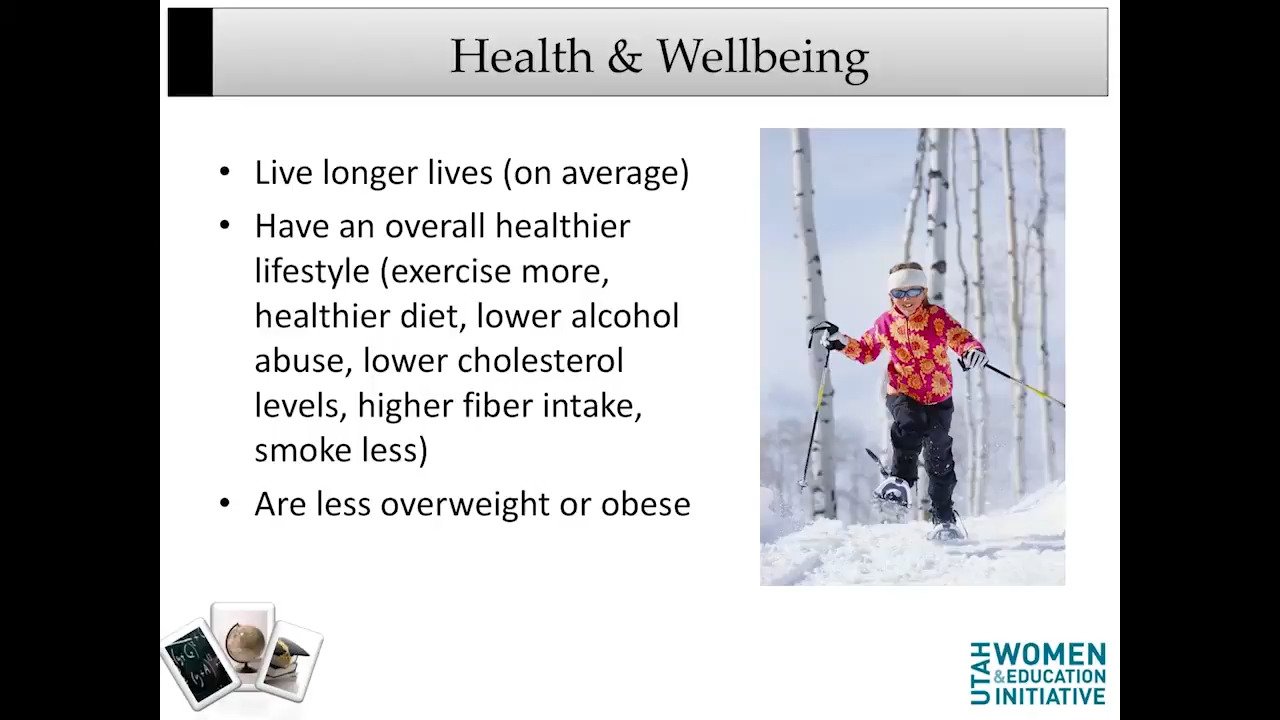 Health & Wellbeing
• Live longer lives (on average)
• Have an overall healthier
lifestyle (exercise more,
healthier diet, lower alcohol
abuse, lower cholesterol
levels, higher fiber intake,
smoke less)
• Are less overweight or obese
UTAH
WOMEN
&EDUCATION
INITIATIVE